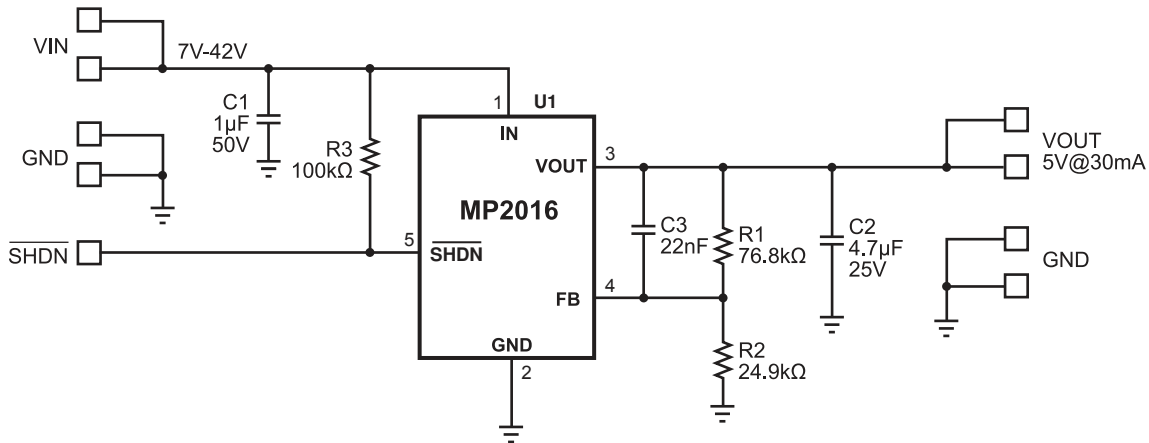 VIN
7V-42V
GND
C1
1µF
50V
R3
100kΩ
1
U1
IN
VOUT
3
MP2016
5
SHDN
SHDN
FB
4
GND
2
C3
22nF
R1
76.8kΩ
R2
24.9kΩ
C2
4.7µF
25V
VOUT
5V@30mA
GND